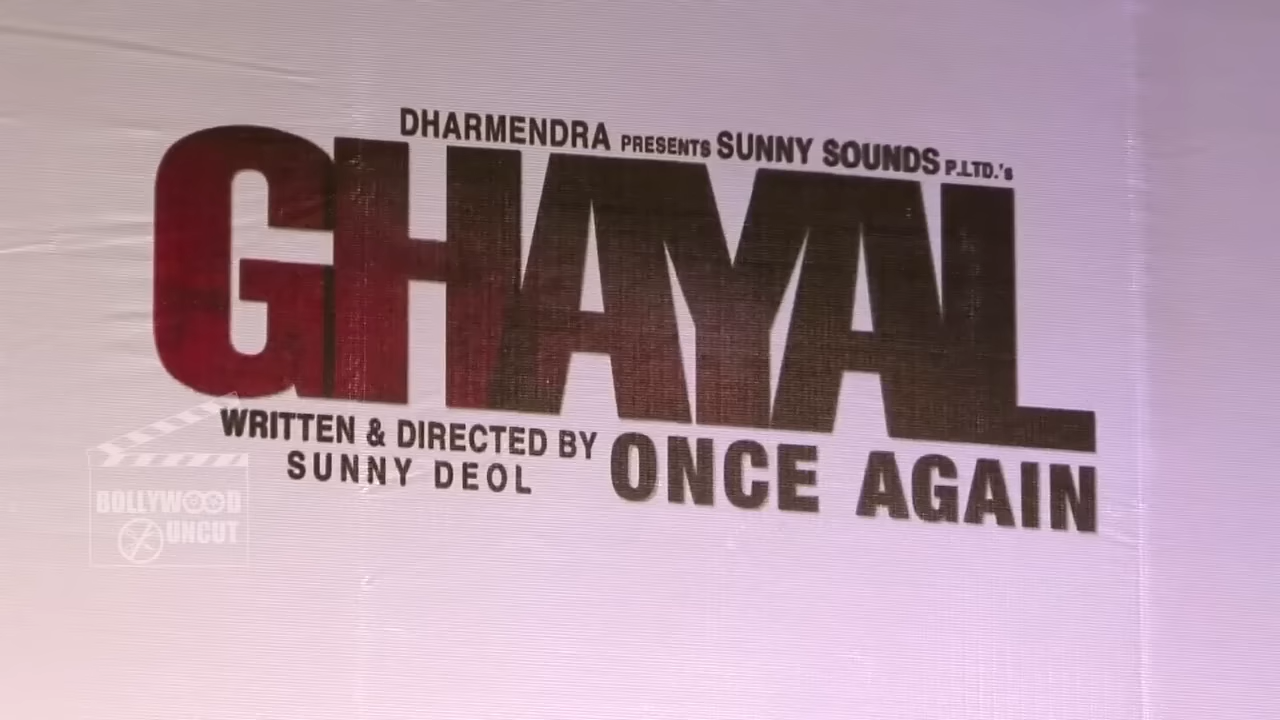 DHARMENDRA PRESENTS SUNNY SOUNDS P.LTD.'s
GHAYAL
ONCE AGAIN
WRITTEN & DIRECTED BY
SUNNY DEOL
BOLLYWOOD
UNCUT